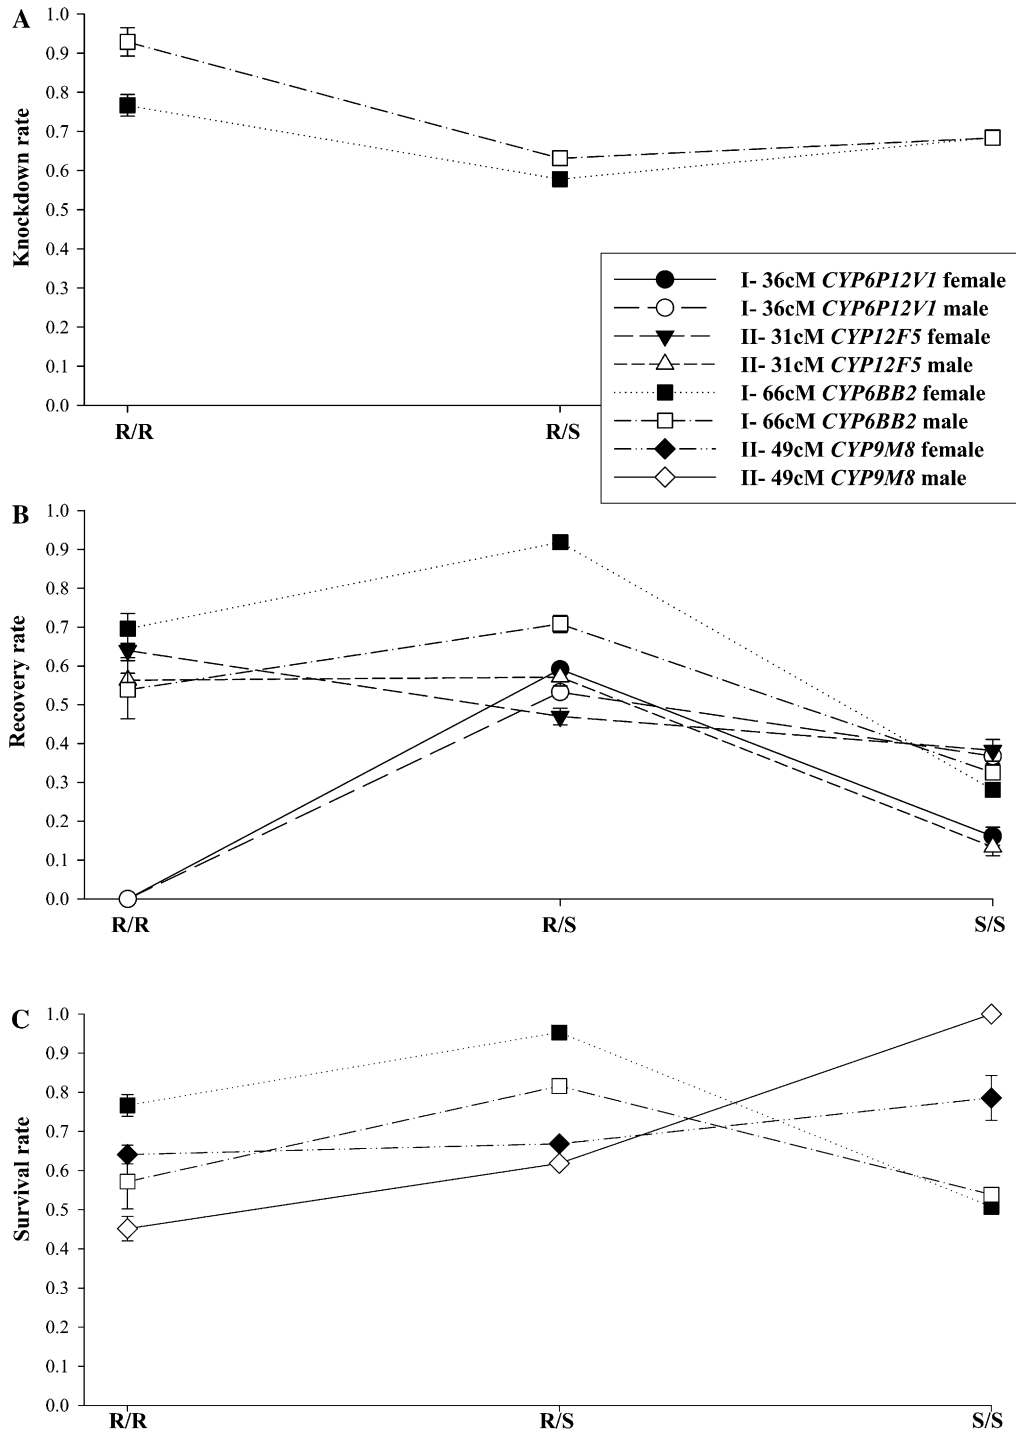 A
1.0
0.9
0.8
0.7
0.6
0.5
0.4
0.3
0.2
0.1
0.0
Knockdown rate
R/R
R/S
I- 36cM CYP6P12V1 female
I- 36cM CYP6P12V1 male
II- 31cM CYP12F5 female
II- 31cM CYP12F5 male
I- 66cM CYP6BB2 female
I- 66cM CYP6BB2 male
II- 49cM CYP9M8 female
II- 49cM CYP9M8 male
B
1.0
0.9
0.8
0.7
0.6
0.5
0.4
0.3
0.2
0.1
0.0
Recovery rate
R/R
R/S
S/S
C
1.0
0.9
0.8
0.7
0.6
0.5
0.4
0.3
0.2
0.1
0.0
Survival rate
R/R
R/S
S/S